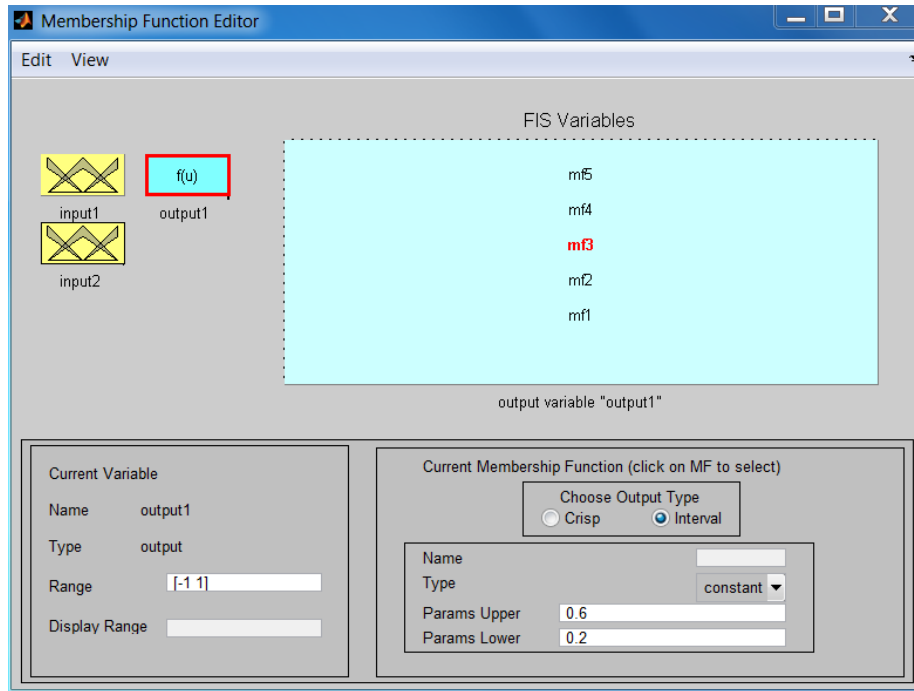 Membership Function Editor
Edit View
FIS Variables
f(u)
input1 output1
input2
mf5
mf4
mf3
mf2
mf1
output variable "output1"
Current Variable
Name output1
Type output
Range [-1 1]
Display Range
Current Membership Function (click on MF to select)
Choose Output Type
Crisp Interval
Name
Type constant
Params Upper 0.6
Params Lower 0.2